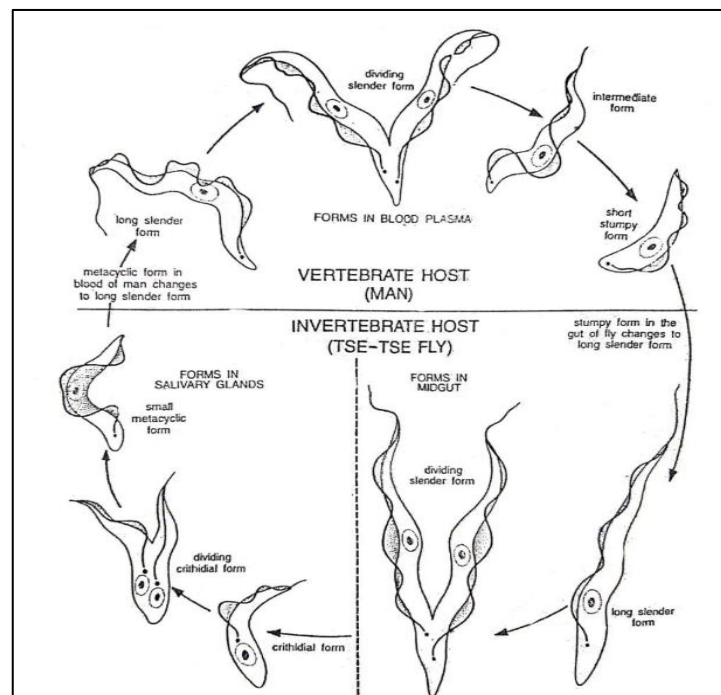 dividing
slender form
intermediate
form
long slender
form
FORMS IN BLOOD PLASMA
short
stumpy
form
metacyclic form in
blood of man changes
to long slender form
VERTEBRATE HOST
(MAN)
INVERTEBRATE HOST
(TSE-TSE FLY)
stumpy form in the
gut of fly changes to
long slender form
FORMS IN
SALIVARY GLANDS
FORMS IN
MIDGUT
small
metacyclic
form
dividing
slender form
dividing
crithidial form
long slender
form
crithidial form